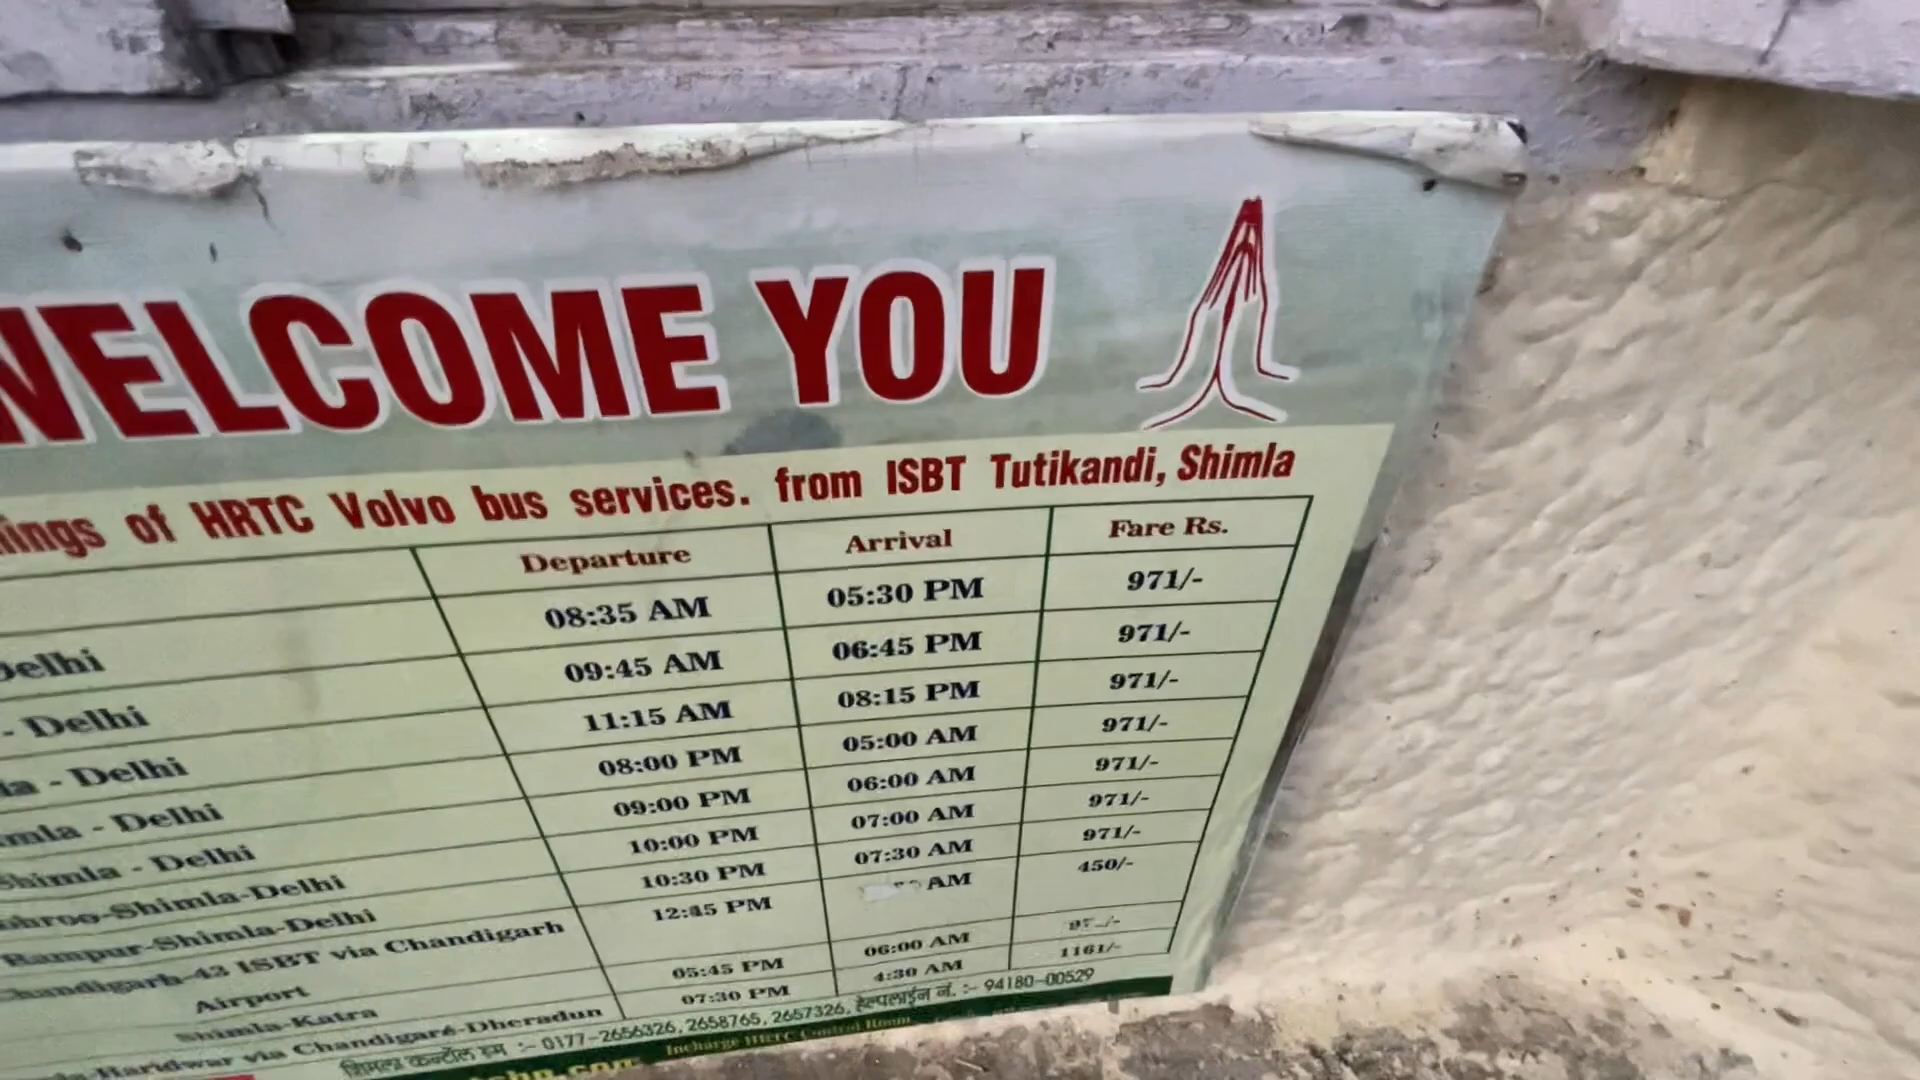 WELCOME YOU
of HRTC Volvo bus services. from ISBT Tutikandi, Shimla
Departure Arrival Fare Rs.
08:35 AM 05:30 PM 971/-
Delhi 09:45 AM 06:45 PM 971/-
- Delhi 11:15 AM 08:15 PM 971/-
- Delhi 08:00 PM 05:00 AM 971/-
- Delhi 09:00 PM 06:00 AM 971/-
Shimla - Delhi 10:00 PM 07:00 AM 971/-
-Shimla-Delhi 10:30 PM 07:30 AM 971/-
Rampur-Shimla-Delhi 12:45 PM AM 450/-
Chandigarh-43 ISBT via Chandigarh
Airport 05:45 PM 06:00 AM
Shimla-Katra 07:30 PM 4:30 AM 1161/-
-Haridwar via Chandigare-Dheradun
शिमला कन्ट्रोल रूम :- 0177-2656326, 2658765, 2657326, हेल्पलाईन नं. :- 94180-00529
Incharge HRTC Control Room